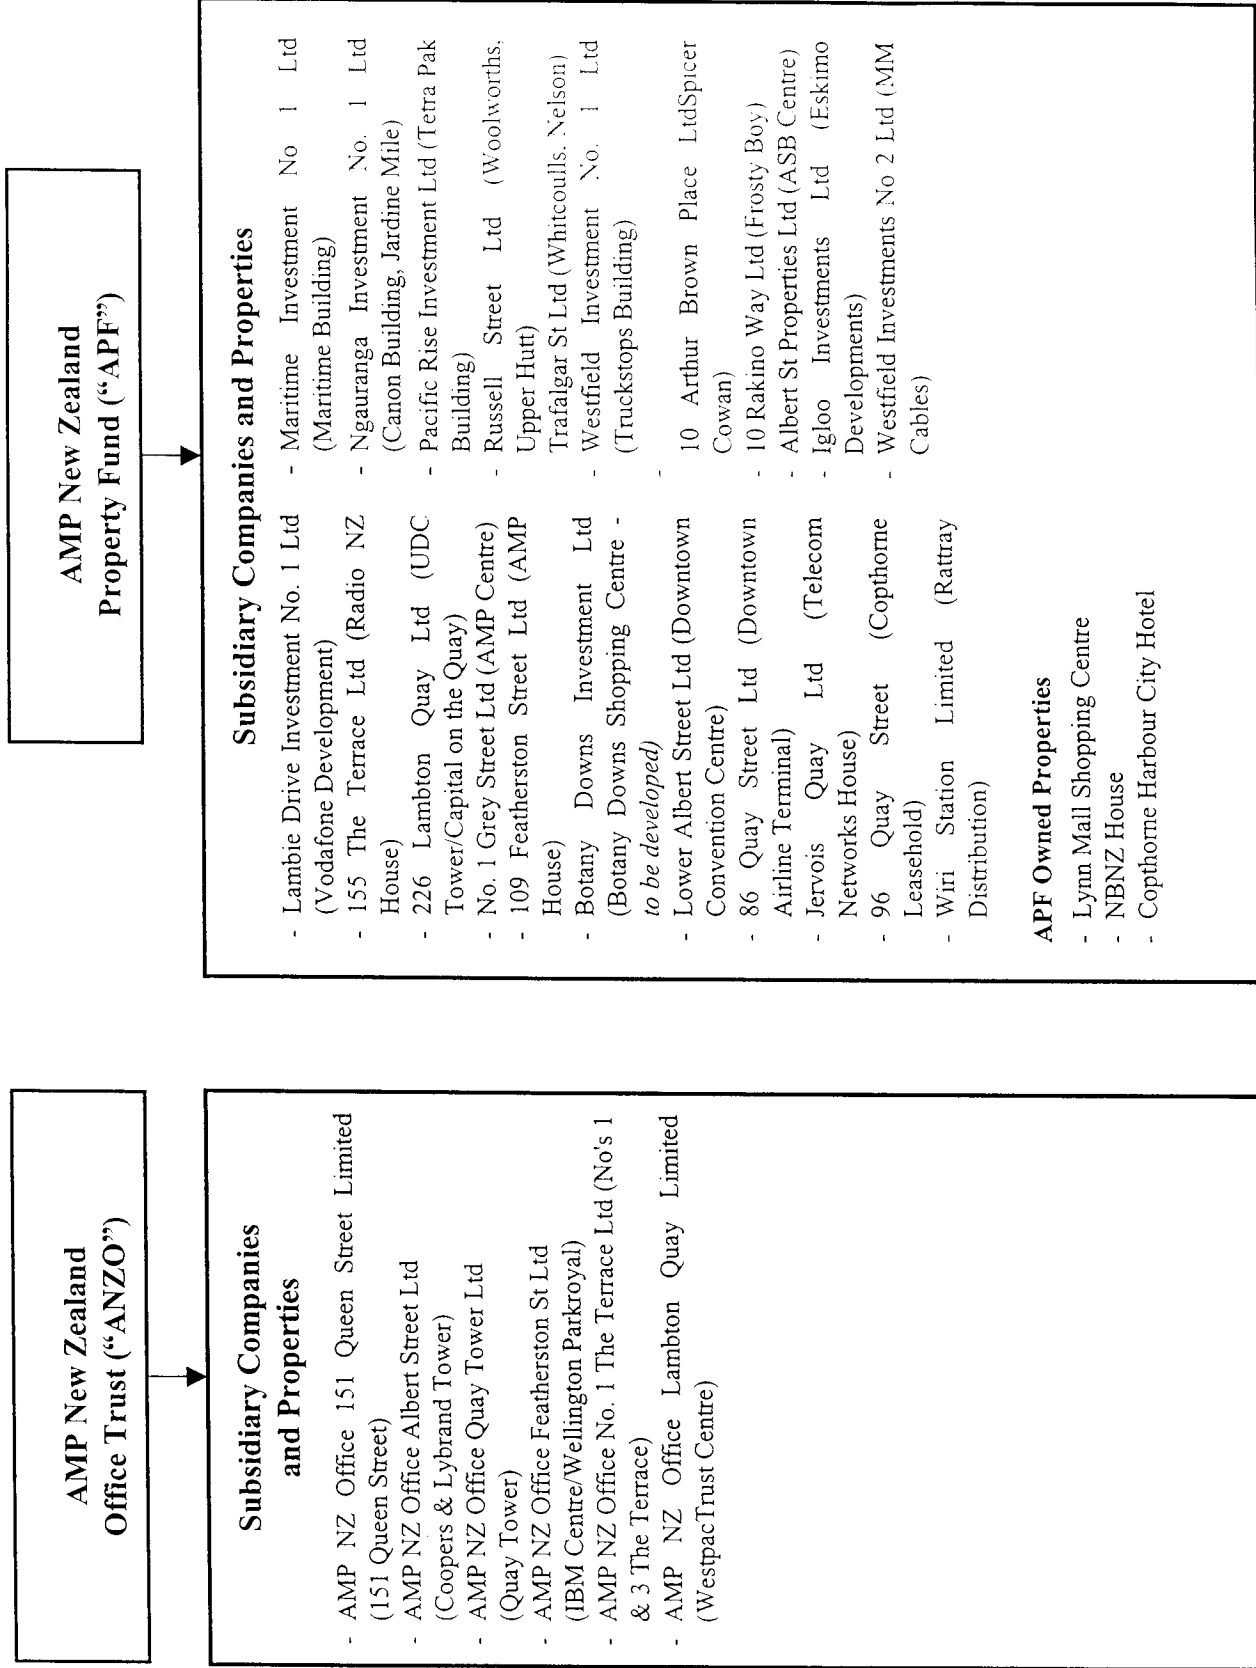 AMP New Zealand
Office Trust (“ANZO”)
Subsidiary Companies
and Properties
- AMP NZ Office 151 Queen Street Limited
(151 Queen Street)
- AMP NZ Office Albert Street Ltd
(Coopers & Lybrand Tower)
- AMP NZ Office Quay Tower Ltd
(Quay Tower)
- AMP NZ Office Featherston St Ltd
(IBM Centre/Wellington Parkroyal)
- AMP NZ Office No. 1 The Terrace Ltd (No's 1
& 3 The Terrace)
- AMP NZ Office Lambton Quay Limited
(WestpacTrust Centre)
AMP New Zealand
Property Fund (“APF”)
Subsidiary Companies and Properties
- Lambie Drive Investment No. 1 Ltd
(Vodafone Development)
- 155 The Terrace Ltd (Radio NZ
House)
- 226 Lambton Quay Ltd (UDC
Tower/Capital on the Quay)
- No. 1 Grey Street Ltd (AMP Centre)
- 109 Featherston Street Ltd (AMP
House)
- Botany Downs Investment Ltd
(Botany Downs Shopping Centre -
to be developed)
- Lower Albert Street Ltd (Downtown
Convention Centre)
- 86 Quay Street Ltd (Downtown
Airline Terminal)
- Jervois Quay Ltd (Telecom
Networks House)
- 96 Quay Street (Copthorne
Leasehold)
- Wiri Station Limited (Rattray
Distribution)
APF Owned Properties
- Lynn Mall Shopping Centre
- NBNZ House
- Copthorne Harbour City Hotel
- Maritime Investment No 1 Ltd
(Maritime Building)
- Ngauranga Investment No. 1 Ltd
(Canon Building, Jardine Mile)
- Pacific Rise Investment Ltd (Tetra Pak
Building)
- Russell Street Ltd (Woolworths,
Upper Hutt)
Trafalgar St Ltd (Whitcoulls, Nelson)
- Westfield Investment No. 1 Ltd
(Truckstops Building)
-
10 Arthur Brown Place LtdSpicer
Cowan)
- 10 Rakino Way Ltd (Frosty Boy)
- Albert St Properties Ltd (ASB Centre)
- Igloo Investments Ltd (Eskimo
Developments)
- Westfield Investments No 2 Ltd (MM
Cables)